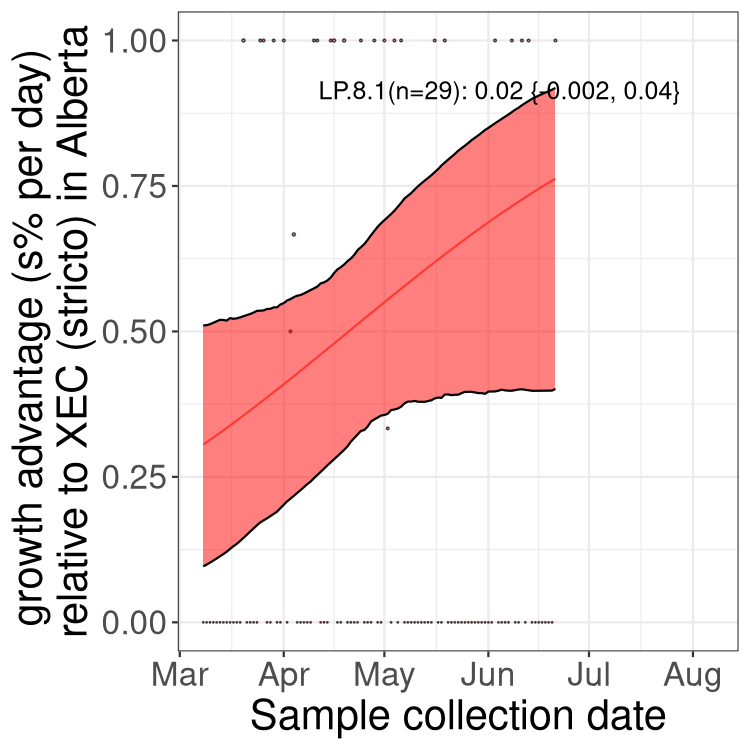 growth advantage (s% per day)
relative to XEC (stricto) in Alberta
1.00
0.75
0.50
0.25
0.00
LP.8.1(n=29): 0.02 {-0.002, 0.04}
Mar Apr May Jun Jul Aug
Sample collection date